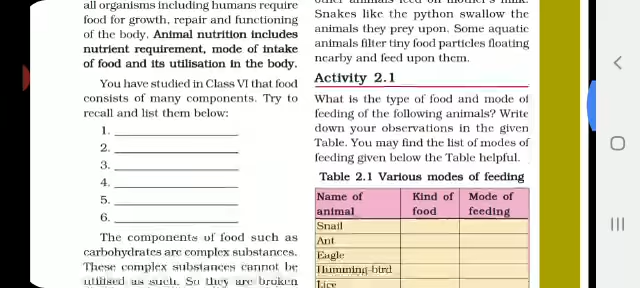 all organisms including humans require
food for growth, repair and functioning
of the body. Animal nutrition includes
nutrient requirement, mode of intake
of food and its utilisation in the body.
You have studied in Class VI that food
consists of many components. Try to
recall and list them below:
1.
2.
3.
4.
5.
6.
The components of food such as
carbohydrates are complex substances.
These complex substances cannot be
utilised as such. So they are broken
other animals feed on mother's milk.
Snakes like the python swallow the
animals they prey upon. Some aquatic
animals filter tiny food particles floating
nearby and feed upon them.
Activity 2.1
What is the type of food and mode of
feeding of the following animals? Write
down your observations in the given
Table. You may find the list of modes of
feeding given below the Table helpful.
Table 2.1 Various modes of feeding
Name of animal Kind of food Mode of feeding
Snail
Ant
Eagle
Humming-bird
Lice